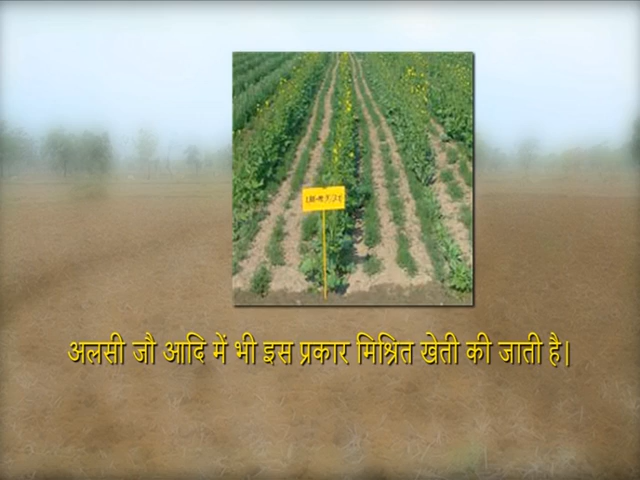 अलसी जौ आदि में भी इस प्रकार मिश्रित खेती की जाती है।